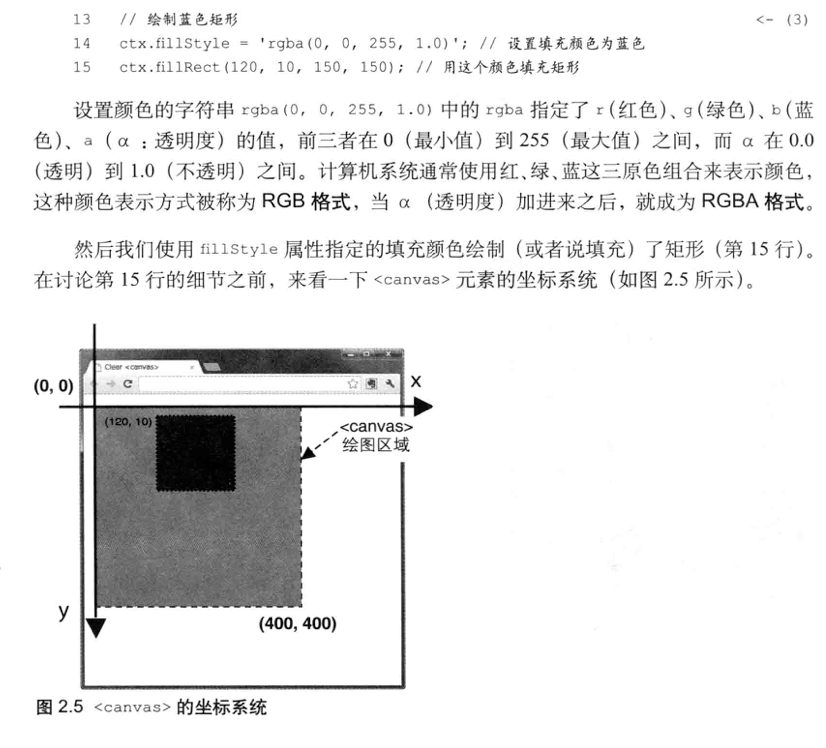 13 // 绘制蓝色矩形 <- (3)
14 ctx.fillStyle = 'rgba(0, 0, 255, 1.0)'; // 设置填充颜色为蓝色
15 ctx.fillRect(120, 10, 150, 150); // 用这个颜色填充矩形
设置颜色的字符串 rgba(0, 0, 255, 1.0) 中的 rgba 指定了 r(红色)、g(绿色)、b(蓝
色)、a（α：透明度）的值，前三者在 0（最小值）到 255（最大值）之间，而 α 在 0.0
(透明）到 1.0（不透明）之间。计算机系统通常使用红、绿、蓝这三原色组合来表示颜色，
这种颜色表示方式被称为 RGB 格式，当 α （透明度）加进来之后，就成为 RGBA 格式。
然后我们使用 fillStyle 属性指定的填充颜色绘制（或者说填充）了矩形（第 15 行）。
在讨论第 15 行的细节之前，来看一下 <canvas> 元素的坐标系统（如图 2.5 所示）。
Clear <canvas> x
(0, 0)
x
(120, 10)
<canvas>
绘图区域
y
(400, 400)
图 2.5 <canvas> 的坐标系统